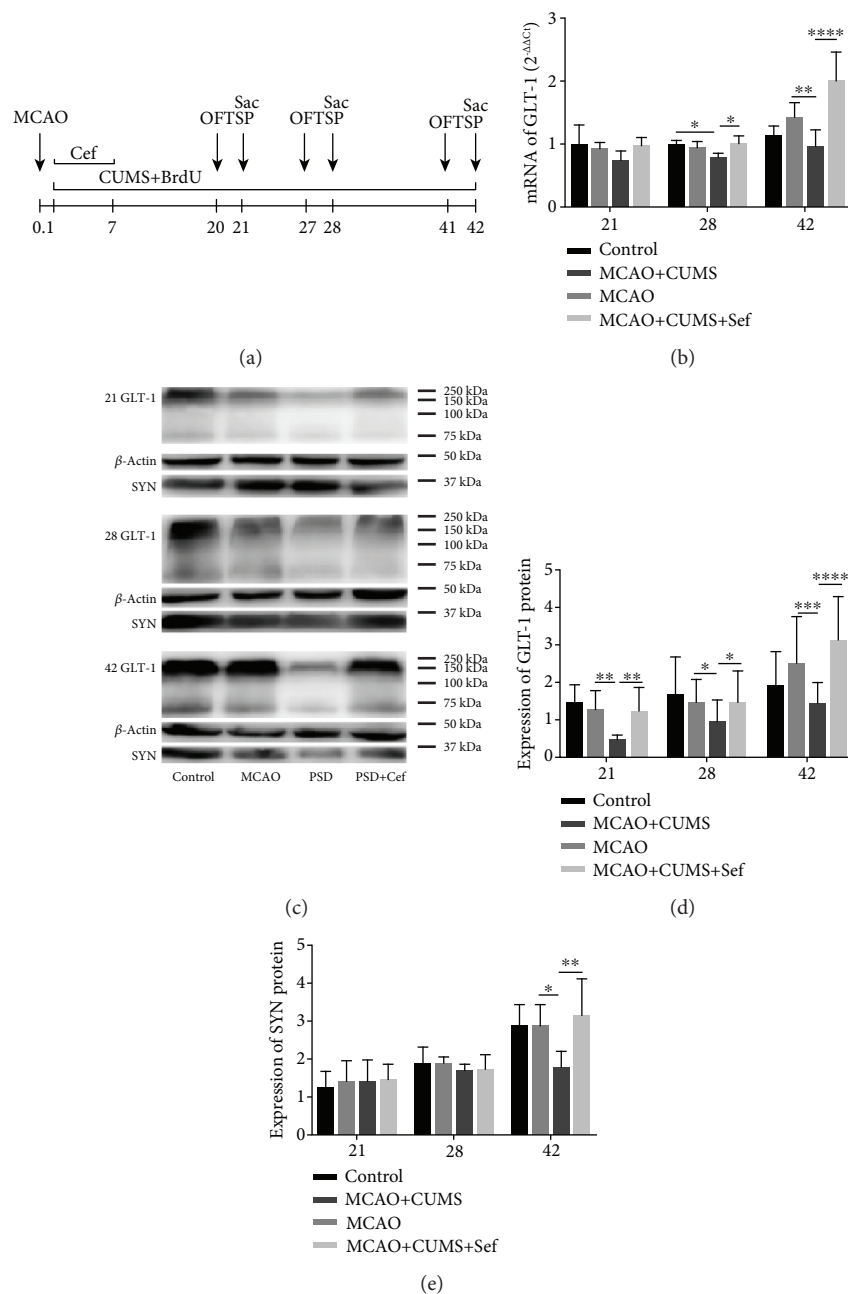 MCAO
OFTSP
Sac
OFTSP
Sac
OFTSP
Sac
Cef
CUMS+BrdU
0.1 7 20 21 27 28 41 42
(a)
mRNA of GLT-1 (2-ΔΔCt)
3
2
1
0
* * ** ****
21 28 42
Control
MCAO+CUMS
MCAO
MCAO+CUMS+Sef
(b)
21 GLT-1
250 kDa
150 kDa
100 kDa
75 kDa
β-Actin
50 kDa
SYN
37 kDa
28 GLT-1
250 kDa
150 kDa
100 kDa
75 kDa
β-Actin
50 kDa
SYN
37 kDa
42 GLT-1
250 kDa
150 kDa
100 kDa
75 kDa
β-Actin
50 kDa
SYN
37 kDa
Control MCAO PSD PSD+Cef
(c)
Expression of GLT-1 protein
5
4
3
2
1
0
** ** * * *** ****
21 28 42
Control
MCAO+CUMS
MCAO
MCAO+CUMS+Sef
(d)
Expression of SYN protein
5
4
3
2
1
0
* **
21 28 42
Control
MCAO+CUMS
MCAO
MCAO+CUMS+Sef
(e)